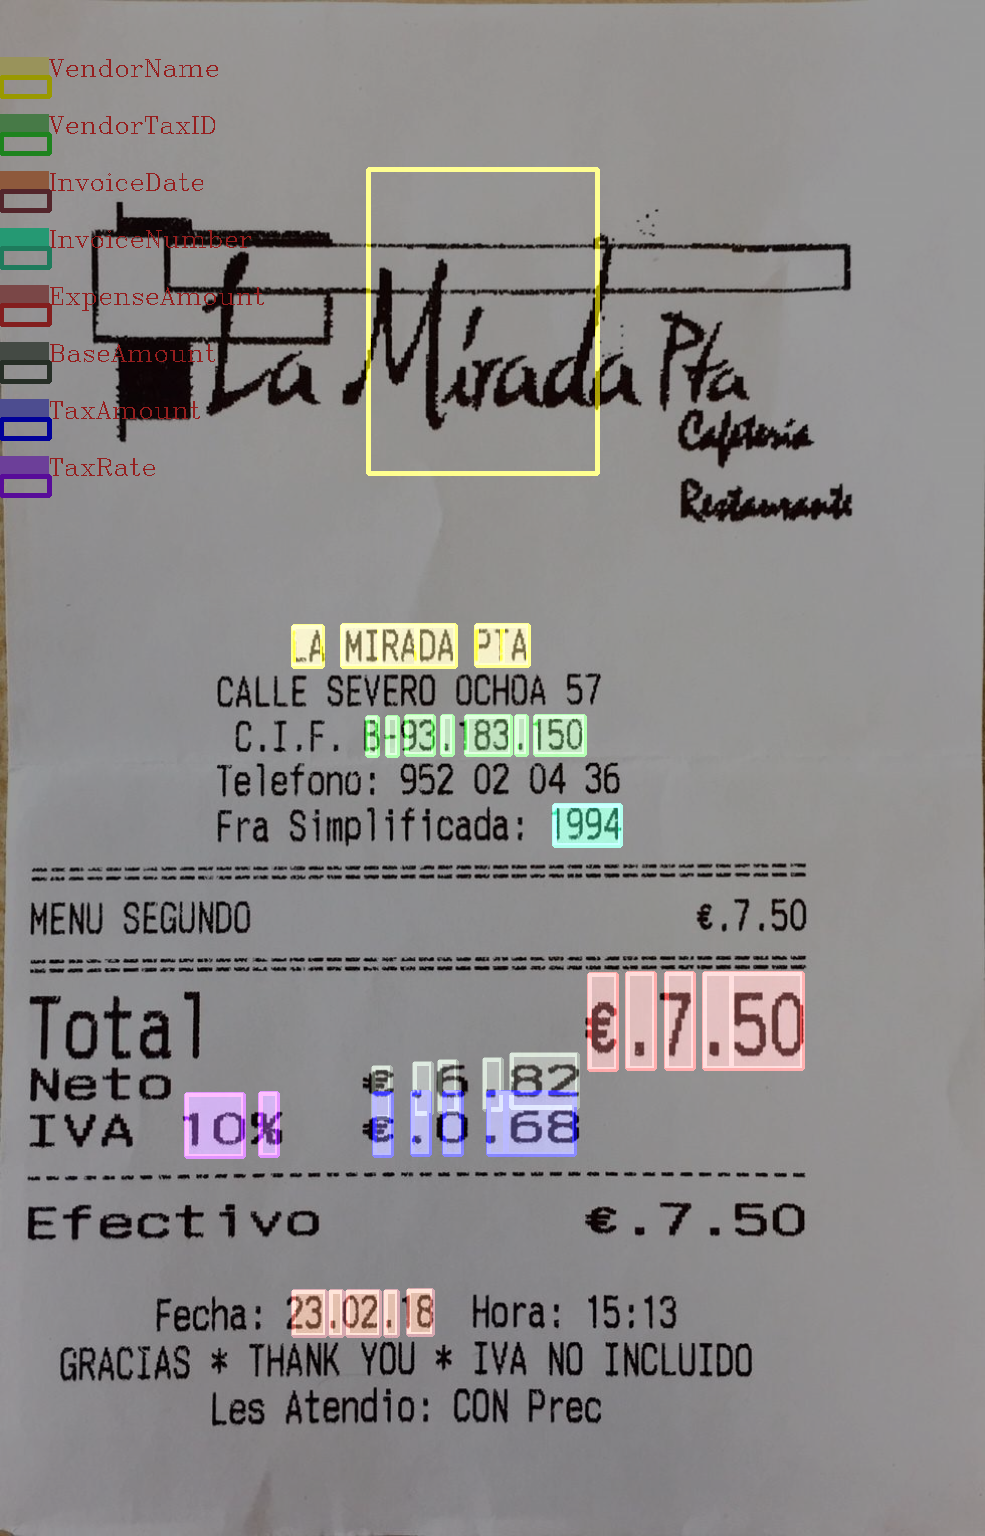 VendorName
VendorTaxID
InvoiceDate
InvoiceNumber
ExpenseAmount
BaseAmount
TaxAmount
TaxRate
La Mirada Pta
Cafeteria
Restaurante
LA MIRADA PTA
CALLE SEVERO OCHOA 57
C.I.F. B-93.183.150
Telefono: 952 02 04 36
Fra Simplificada: 1994
MENU SEGUNDO €.7.50
Total €.7.50
Neto €.6.82
IVA 10% €.0.68
Efectivo €.7.50
Fecha: 23.02.18 Hora: 15:13
GRACIAS * THANK YOU * IVA NO INCLUIDO
Les Atendio: CON Prec